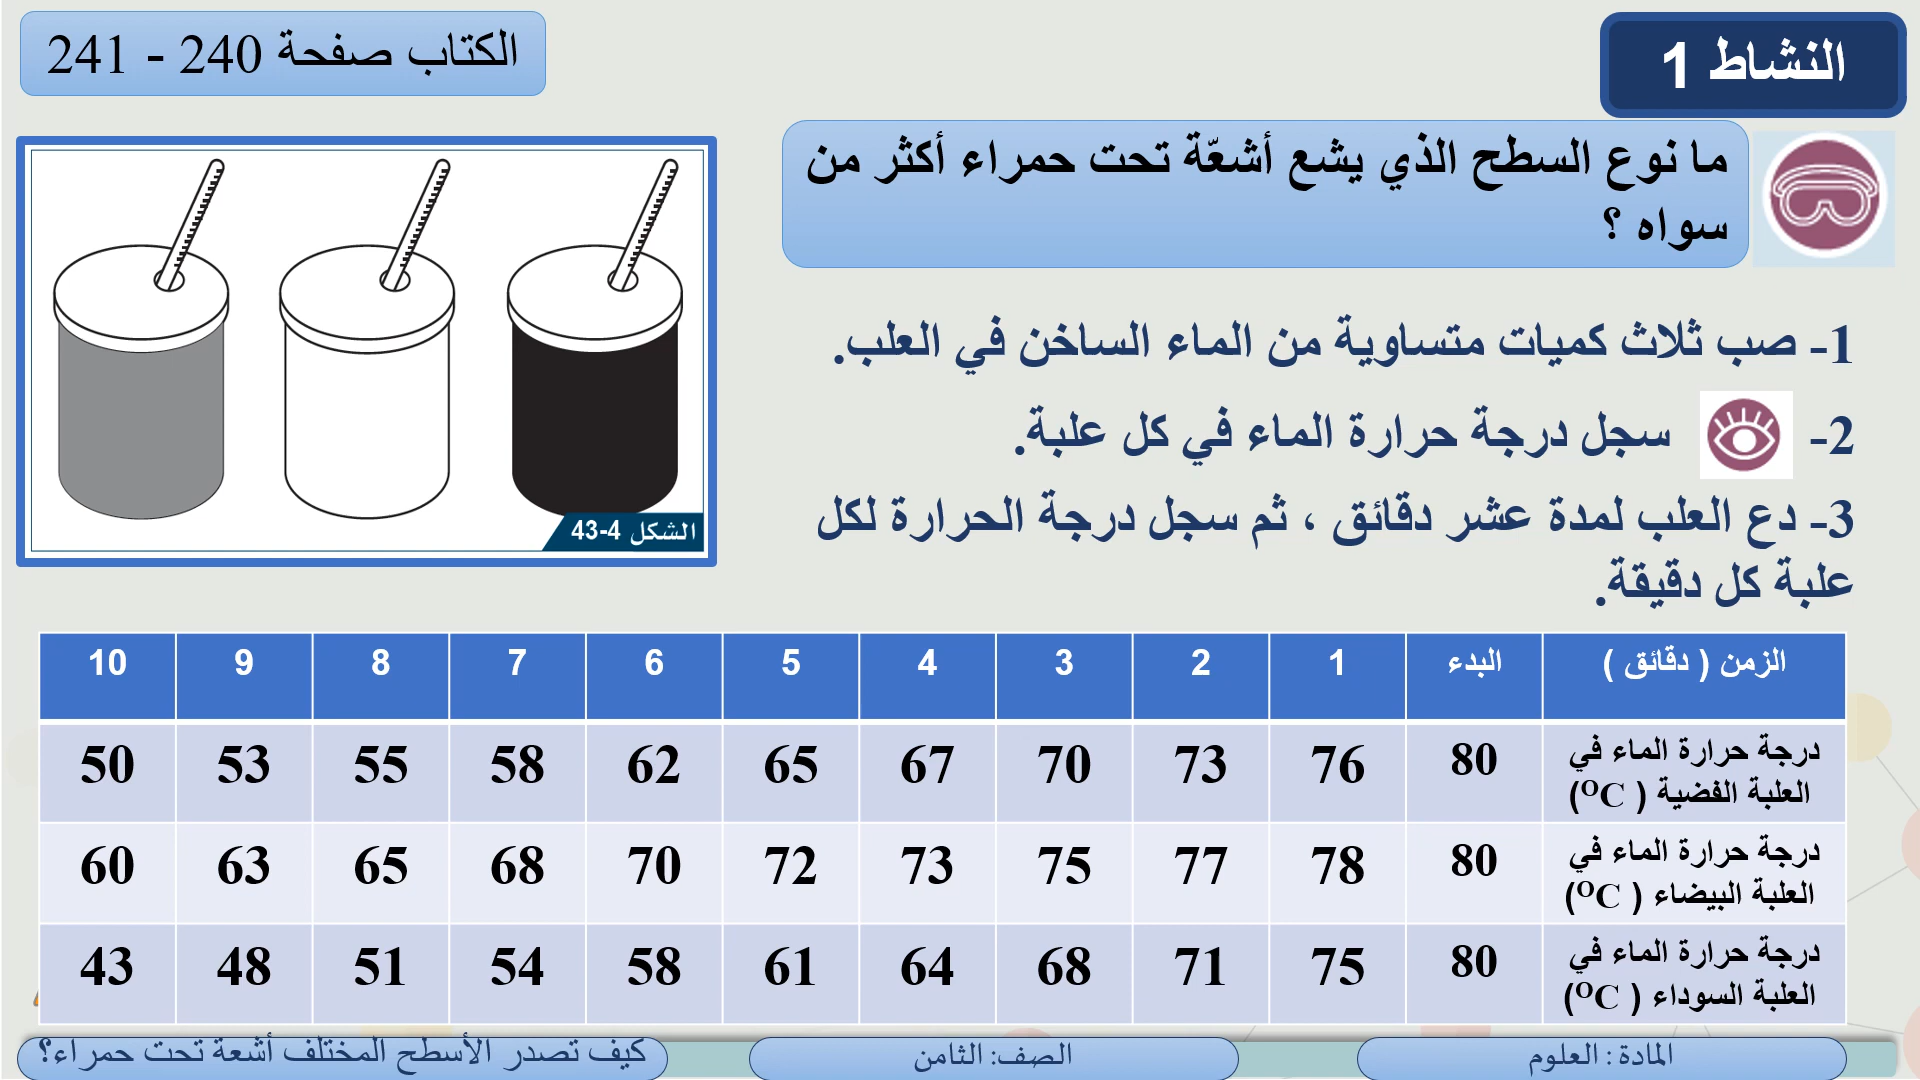 النشاط 1
الكتاب صفحة 240 - 241
ما نوع السطح الذي يشع أشعّة تحت حمراء أكثر من
سواه ؟
1- صب ثلاث كميات متساوية من الماء الساخن في العلب.
2- سجل درجة حرارة الماء في كل علبة.
3- دع العلب لمدة عشر دقائق ، ثم سجل درجة الحرارة لكل
علبة كل دقيقة.
الشكل 4-43
الزمن ( دقائق ) البدء 1 2 3 4 5 6 7 8 9 10
درجة حرارة الماء في
العلبة الفضية ( ºC) 80 76 73 70 67 65 62 58 55 53 50
درجة حرارة الماء في
العلبة البيضاء ( ºC) 80 78 77 75 73 72 70 68 65 63 60
درجة حرارة الماء في
العلبة السوداء ( ºC) 80 75 71 68 64 61 58 54 51 48 43
المادة : العلوم
الصف: الثامن
كيف تصدر الأسطح المختلف أشعة تحت حمراء؟